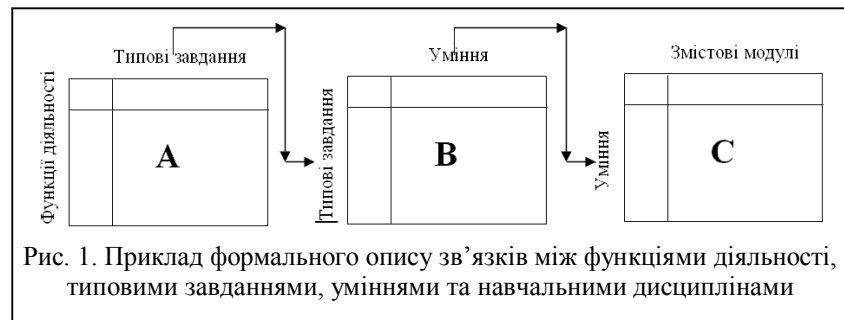 Типові завдання
Уміння
Змістові модулі
Функції діяльності
A
Типові завдання
B
Уміння
C
Рис. 1. Приклад формального опису зв’язків між функціями діяльності,
типовими завданнями, уміннями та навчальними дисциплінами